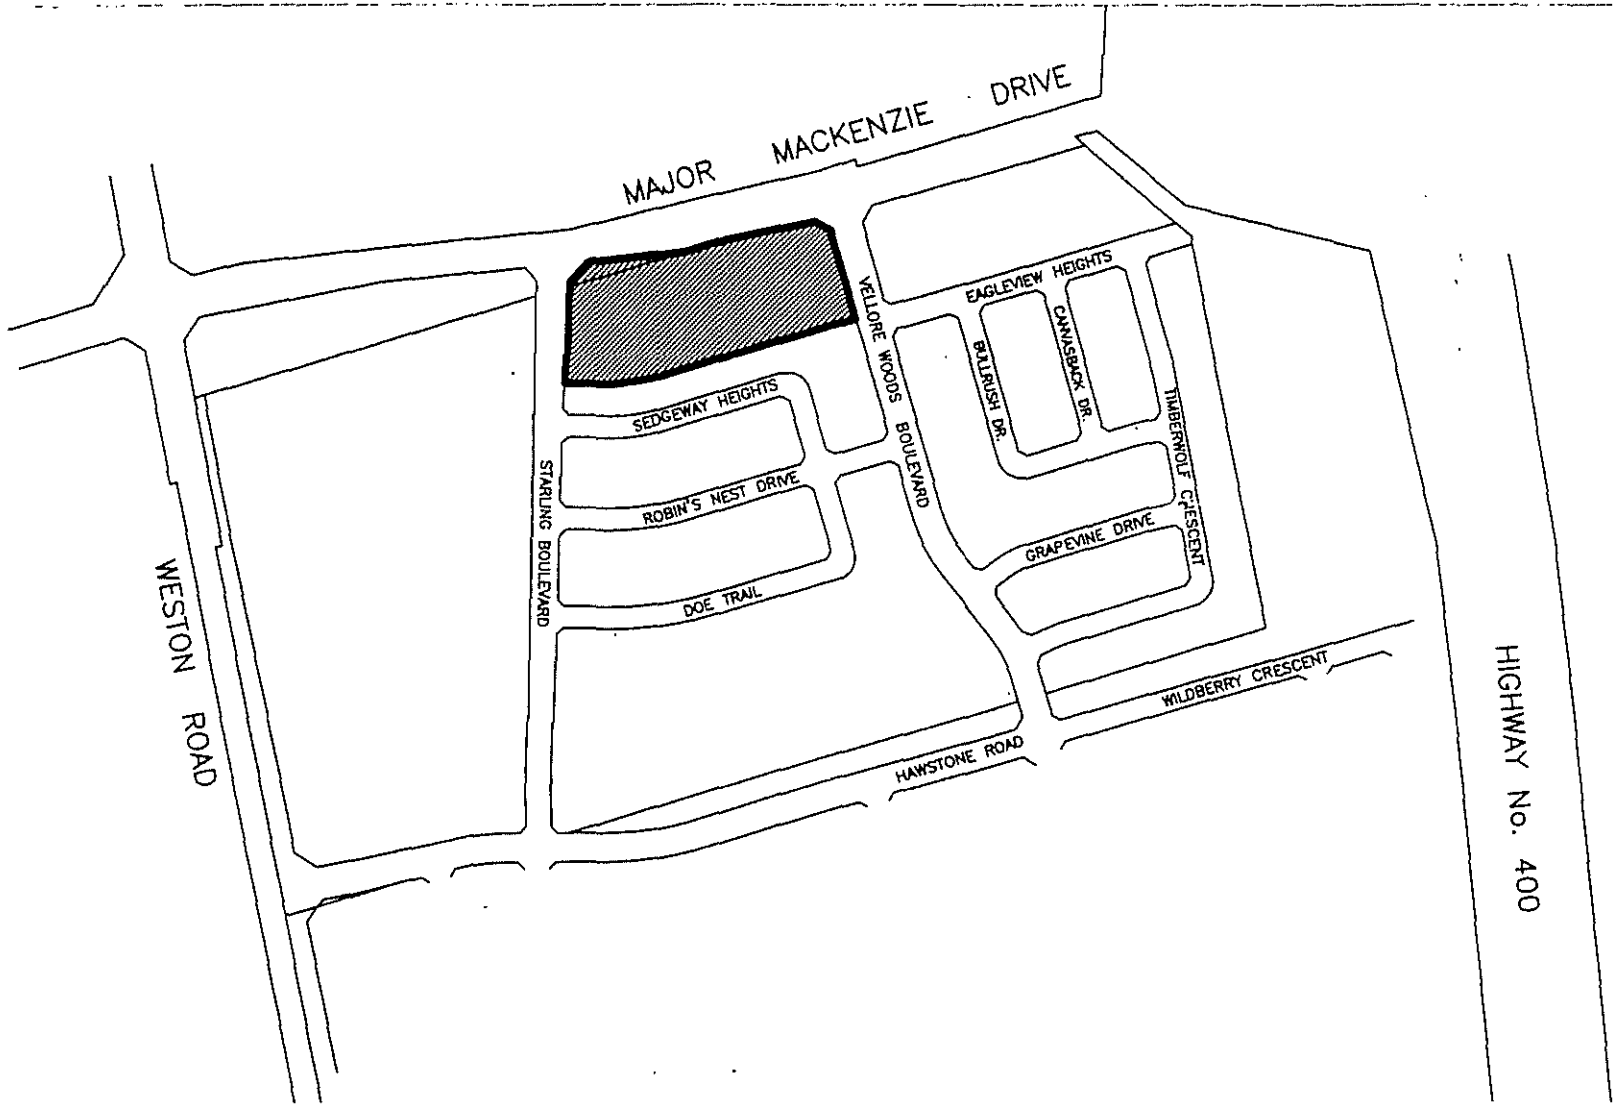 MAJOR MACKENZIE DRIVE
VELLORE WOODS BOULEVARD
EAGLEVIEW HEIGHTS
CANVASBACK DR.
BULLRUSH DR.
TIMBERWOLF CRESCENT
SEDGEWAY HEIGHTS
STARLING BOULEVARD
ROBIN'S NEST DRIVE
GRAPEVINE DRIVE
DOE TRAIL
WESTON ROAD
WILDBERRY CRESCENT
HAWSTONE ROAD
HIGHWAY No. 400